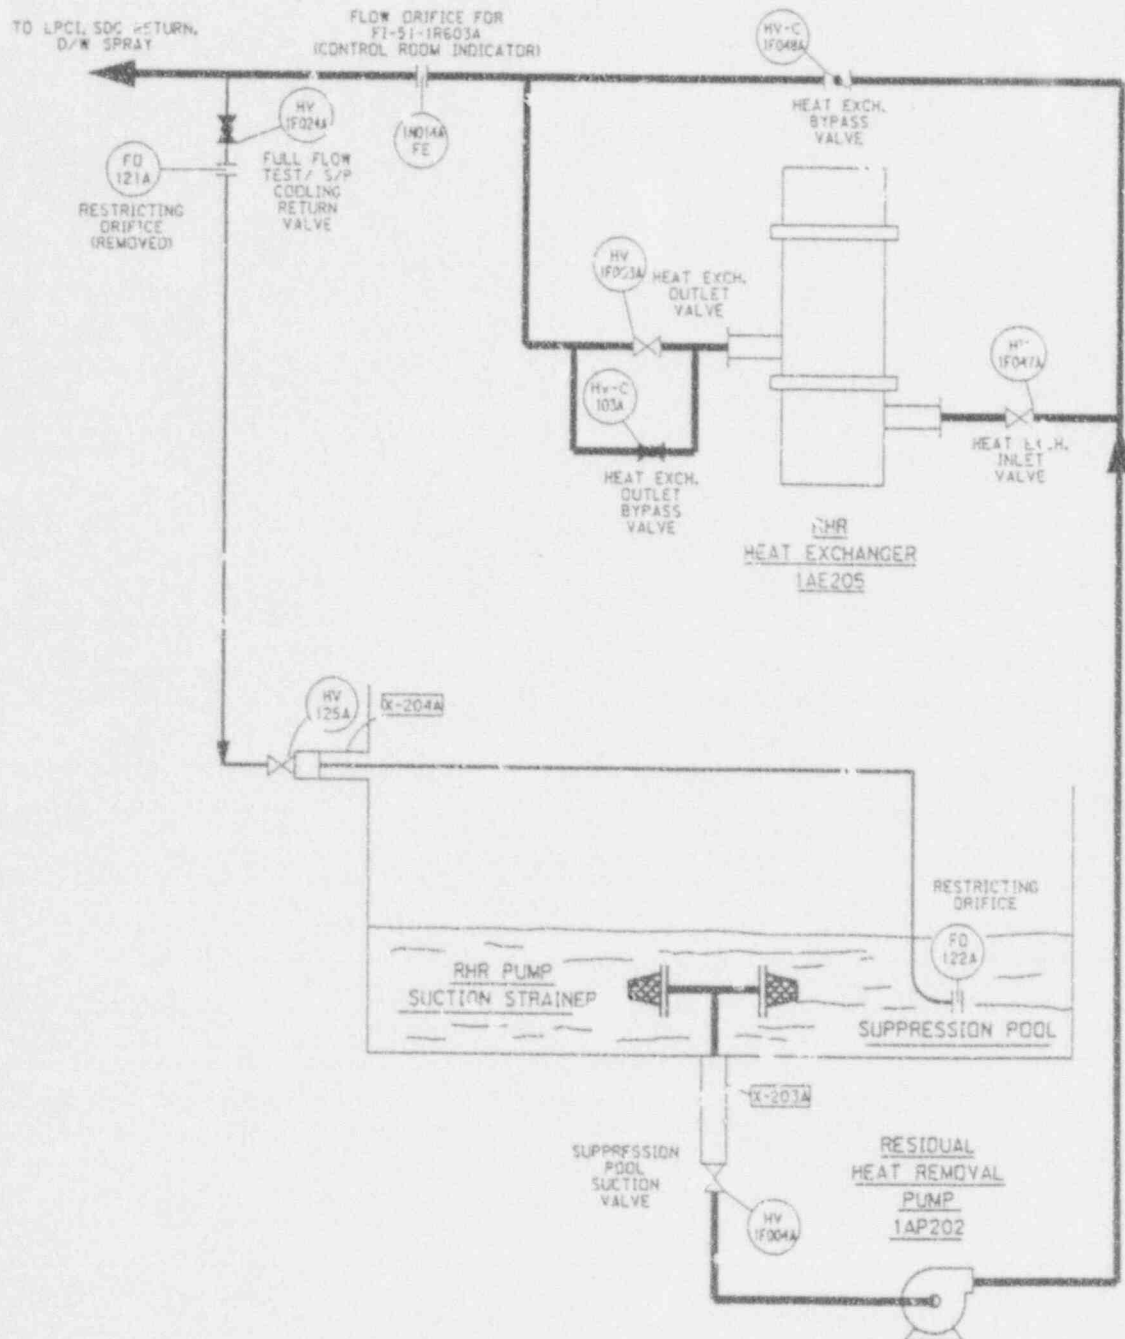 TO LPCI, SDC RETURN,
D/W SPRAY
FLOW ORIFICE FOR
FI-51-1R603A
(CONTROL ROOM INDICATOR)
HV-C
1F048A
HEAT EXCH.
BYPASS
VALVE
HV
1F024A
1N014A
FE
FO
121A
FULL FLOW
TEST/ S/P
COOLING
RETURN
VALVE
RESTRICTING
ORIFICE
(REMOVED)
HV
1F003A
HEAT EXCH.
OUTLET
VALVE
HV-C
103A
HEAT EXCH.
OUTLET
BYPASS
VALVE
HV
1F047A
HEAT EXCH.
INLET
VALVE
RHR
HEAT EXCHANGER
1AE205
HV
125A
X-204A
RESTRICTING
ORIFICE
FO
122A
RHR PUMP
SUCTION STRAINER
SUPPRESSION POOL
X-203A
SUPPRESSION
POOL
SUCTION
VALVE
HV
1F004A
RESIDUAL
HEAT REMOVAL
PUMP
1AP202